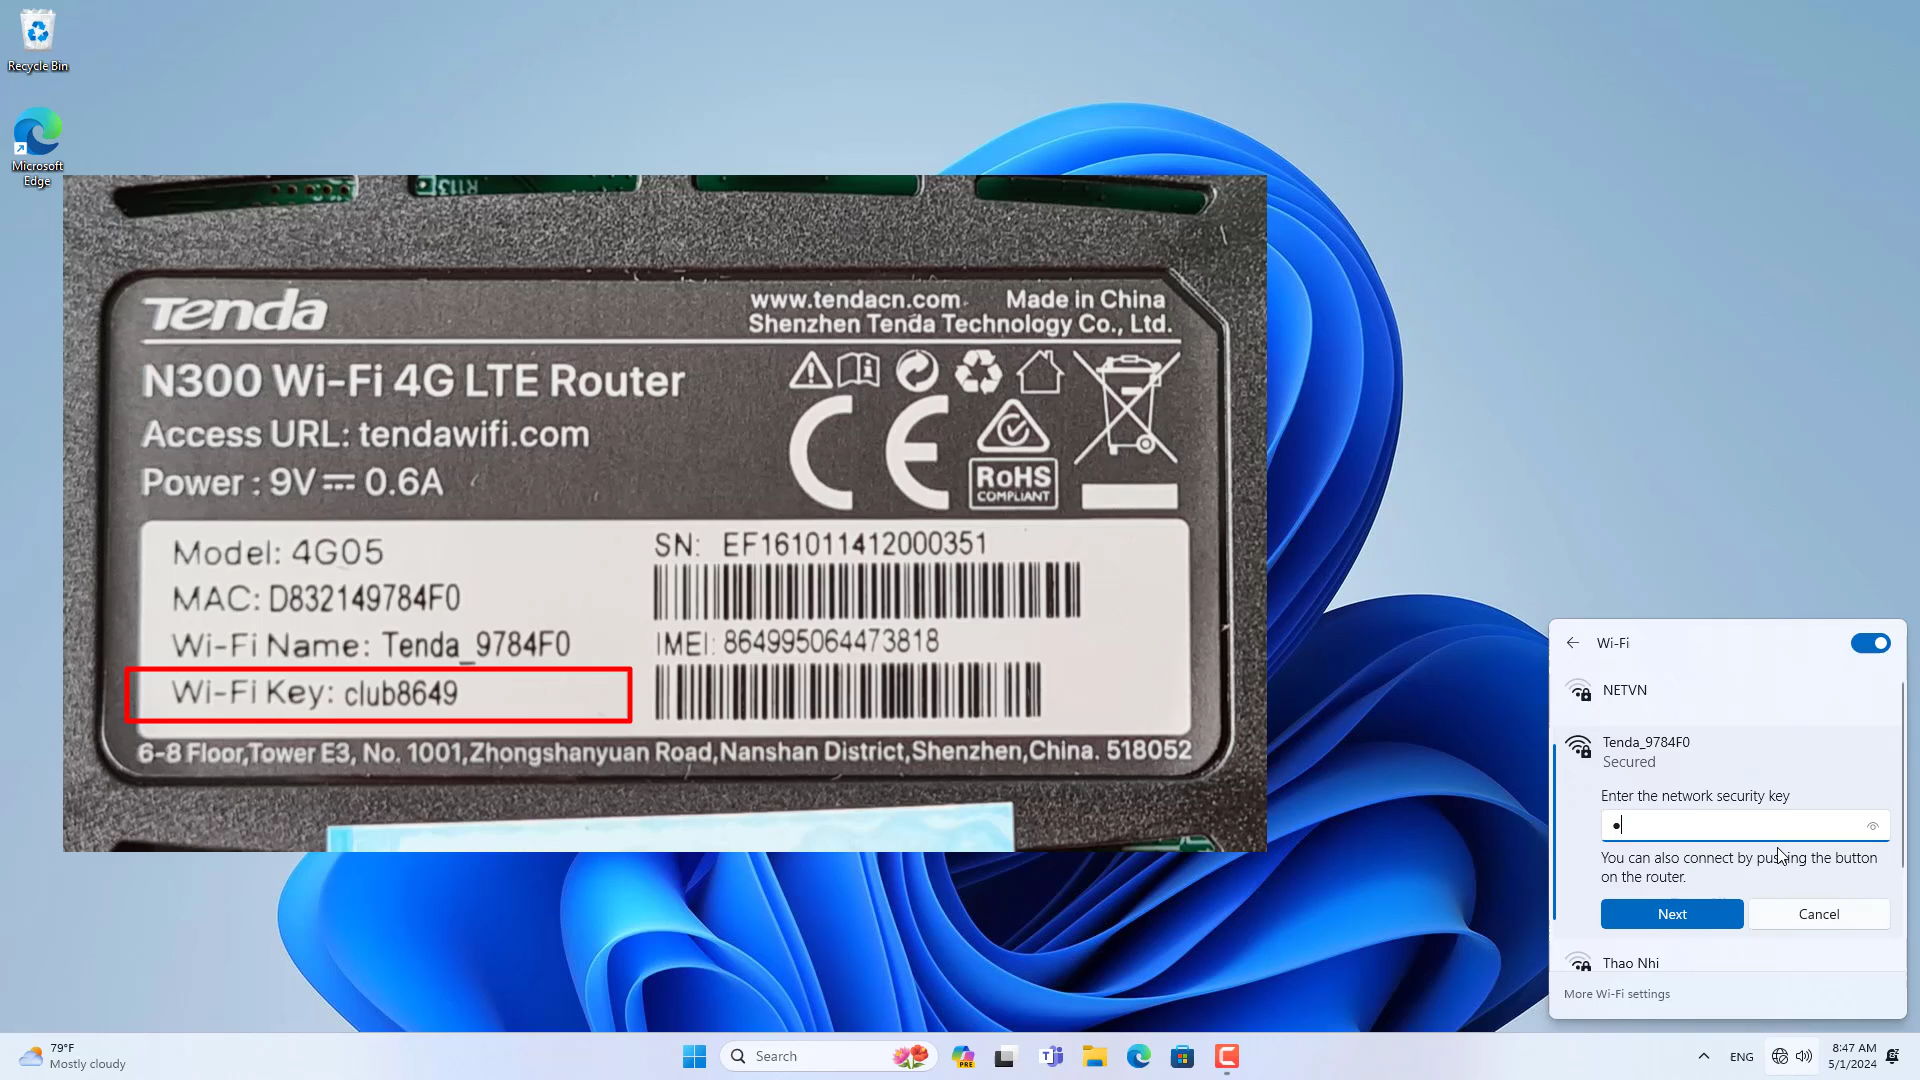 Recycle Bin
Microsoft
Edge
R113
Tenda
www.tendacn.com Made in China
Shenzhen Tenda Technology Co., Ltd.
N300 Wi-Fi 4G LTE Router
Access URL: tendawifi.com
Power : 9V 0.6A
CE
RoHS
COMPLIANT
Model: 4G05
MAC: D832149784F0
Wi-Fi Name: Tenda_9784F0
Wi-Fi Key: club8649
SN: EF161011412000351
IMEI: 864995064473818
6-8 Floor,Tower E3, No. 1001,Zhongshanyuan Road,Nanshan District,Shenzhen,China. 518052
Wi-Fi
NETVN
Tenda_9784F0
Secured
Enter the network security key
You can also connect by pushing the button
on the router.
Next Cancel
Thao Nhi
More Wi-Fi settings
79°F
Mostly cloudy
Search
PRE
ENG
8:47 AM
5/1/2024